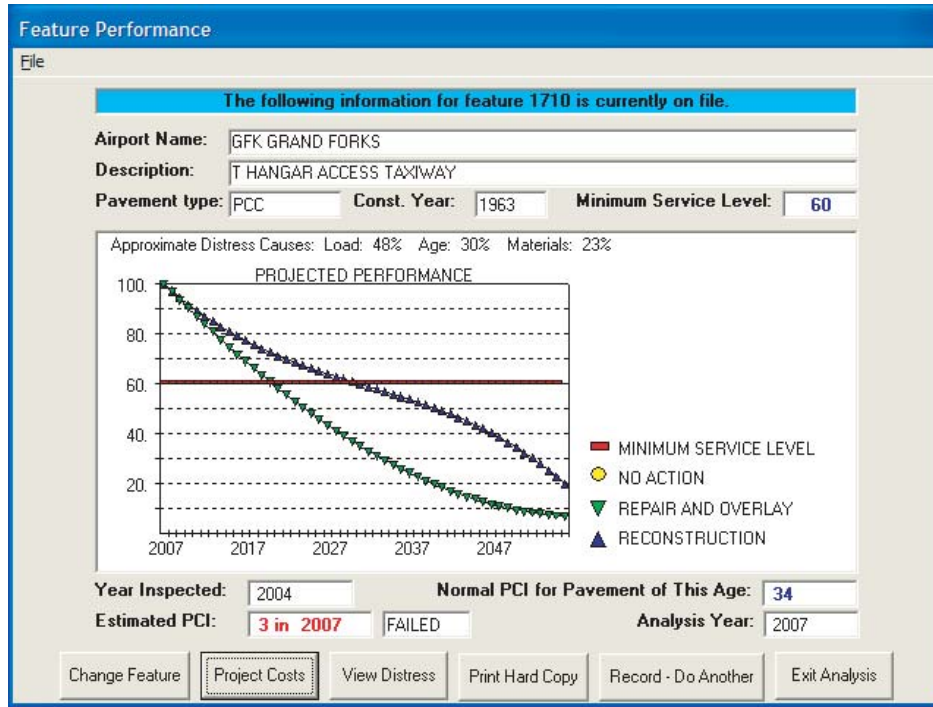 Feature Performance
File
The following information for feature 1710 is currently on file.
Airport Name: GFK GRAND FORKS
Description: T HANGAR ACCESS TAXIWAY
Pavement type: PCC Const. Year: 1963 Minimum Service Level: 60
Approximate Distress Causes: Load: 48% Age: 30% Materials: 23%
PROJECTED PERFORMANCE
100.
80.
60.
40.
20.
2007 2017 2027 2037 2047
MINIMUM SERVICE LEVEL
NO ACTION
REPAIR AND OVERLAY
RECONSTRUCTION
Year Inspected: 2004 Normal PCI for Pavement of This Age: 34
Estimated PCI: 3 in 2007 FAILED Analysis Year: 2007
Change Feature Project Costs View Distress Print Hard Copy Record - Do Another Exit Analysis